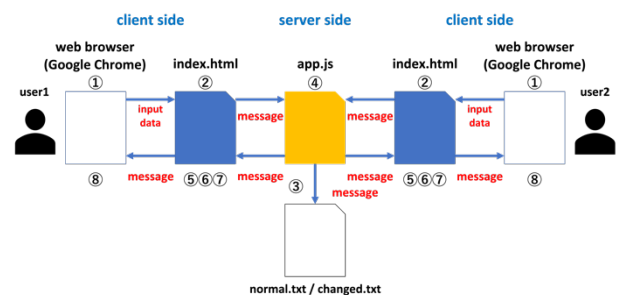 client side
server side
client side
web browser
(Google Chrome)
index.html
app.js
index.html
web browser
(Google Chrome)
user1
①
②
④
②
①
user2
input
data
message
message
input
data
message
message
message
message
⑧
⑤⑥⑦
③
message
⑤⑥⑦
⑧
normal.txt / changed.txt